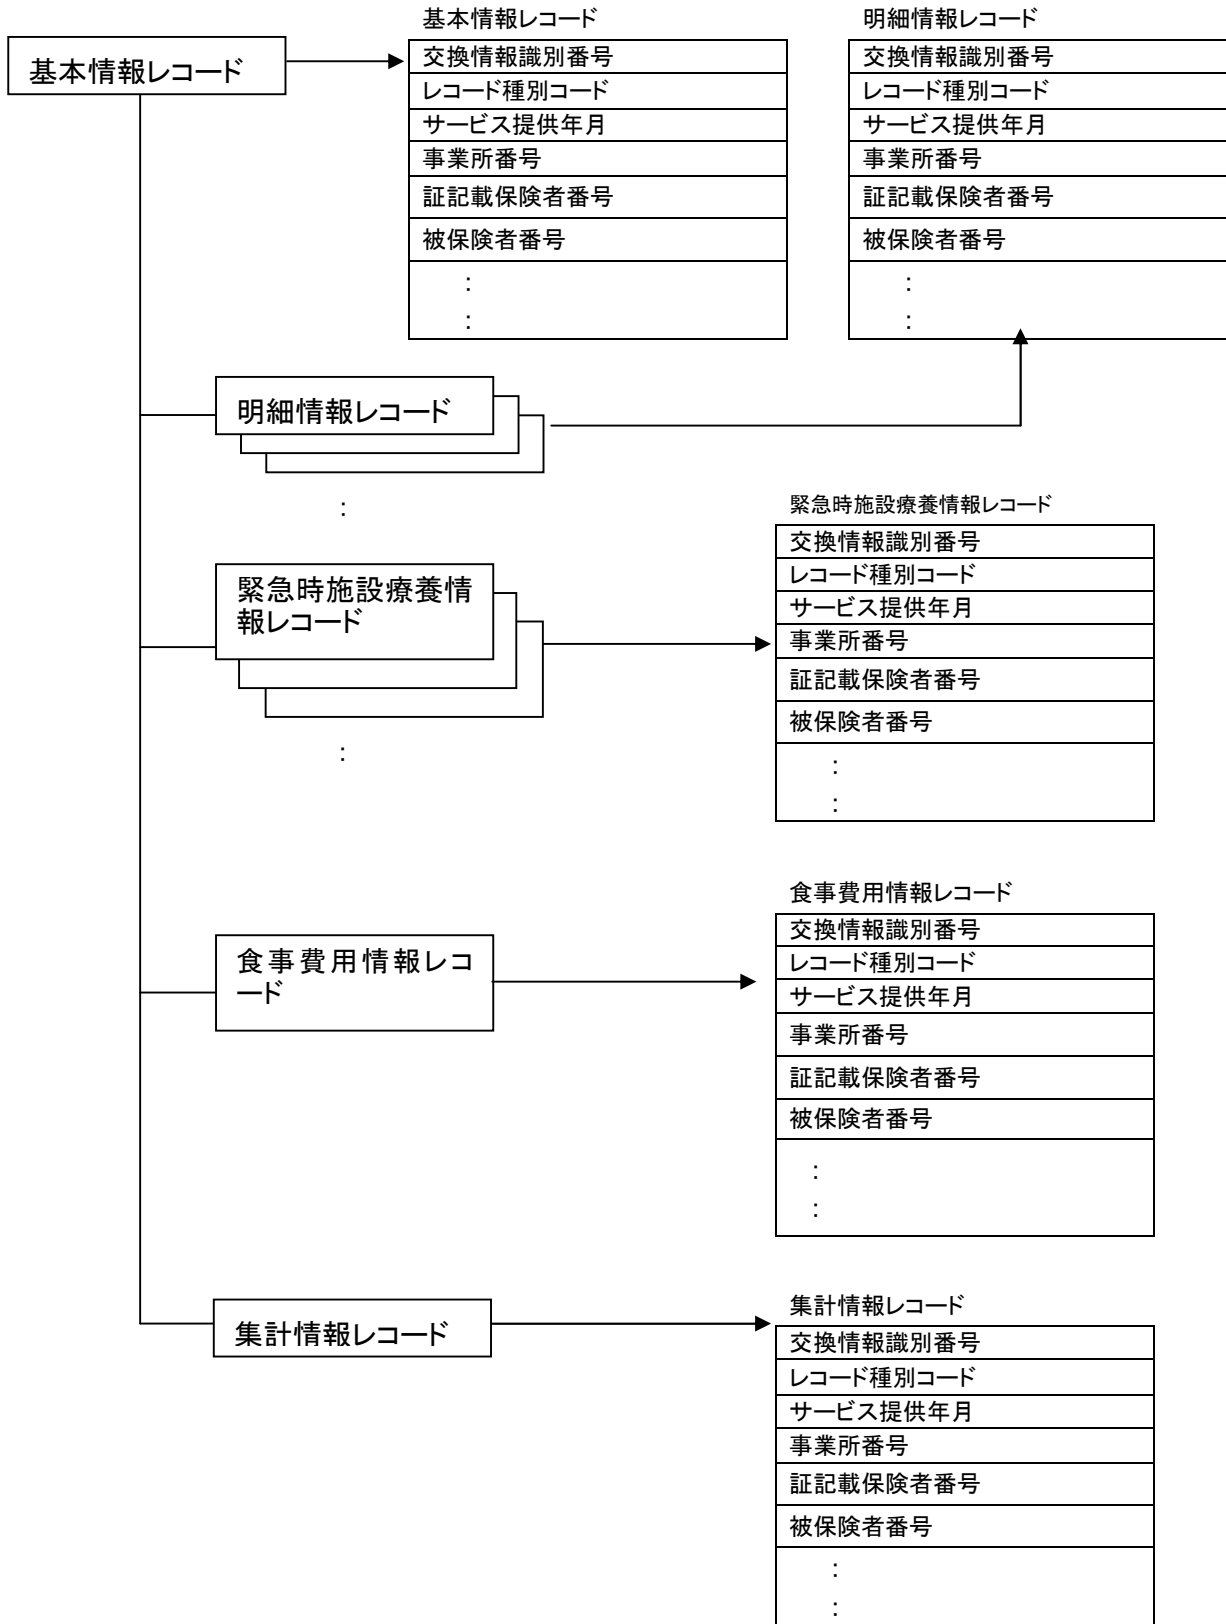 基本情報レコード
基本情報レコード
交換情報識別番号
レコード種別コード
サービス提供年月
事業所番号
証記載保険者番号
被保険者番号
:
:
明細情報レコード
交換情報識別番号
レコード種別コード
サービス提供年月
事業所番号
証記載保険者番号
被保険者番号
:
:
明細情報レコード
:
緊急時施設療養情
報レコード
:
緊急時施設療養情報レコード
交換情報識別番号
レコード種別コード
サービス提供年月
事業所番号
証記載保険者番号
被保険者番号
:
:
食事費用情報レコ
ード
食事費用情報レコード
交換情報識別番号
レコード種別コード
サービス提供年月
事業所番号
証記載保険者番号
被保険者番号
:
:
集計情報レコード
集計情報レコード
交換情報識別番号
レコード種別コード
サービス提供年月
事業所番号
証記載保険者番号
被保険者番号
:
: